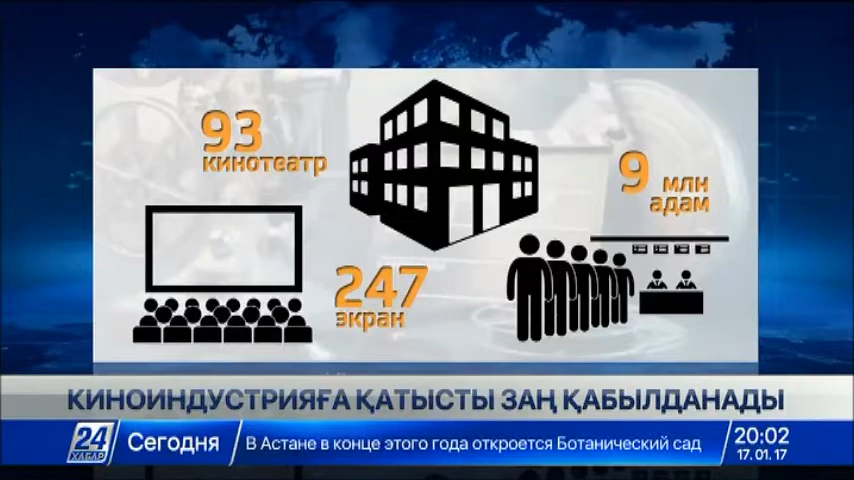 93
кинотеатр
9 млн
адам
247
экран
КИНОИНДУСТРИЯҒА ҚАТЫСТЫ ЗАҢ ҚАБЫЛДАНАДЫ
24
ХАБАР
Сегодня
В Астане в конце этого года откроется Ботанический сад
20:02
17.01.17